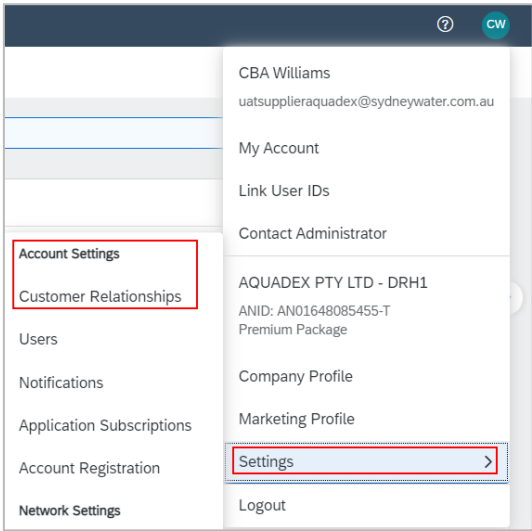 CW
CBA Williams
uatsupplieraquadex@sydneywater.com.au
My Account
Link User IDs
Contact Administrator
AQUADEX PTY LTD - DRH1
ANID: AN01648085455-T
Premium Package
Company Profile
Marketing Profile
Settings
Logout
Account Settings
Customer Relationships
Users
Notifications
Application Subscriptions
Account Registration
Network Settings